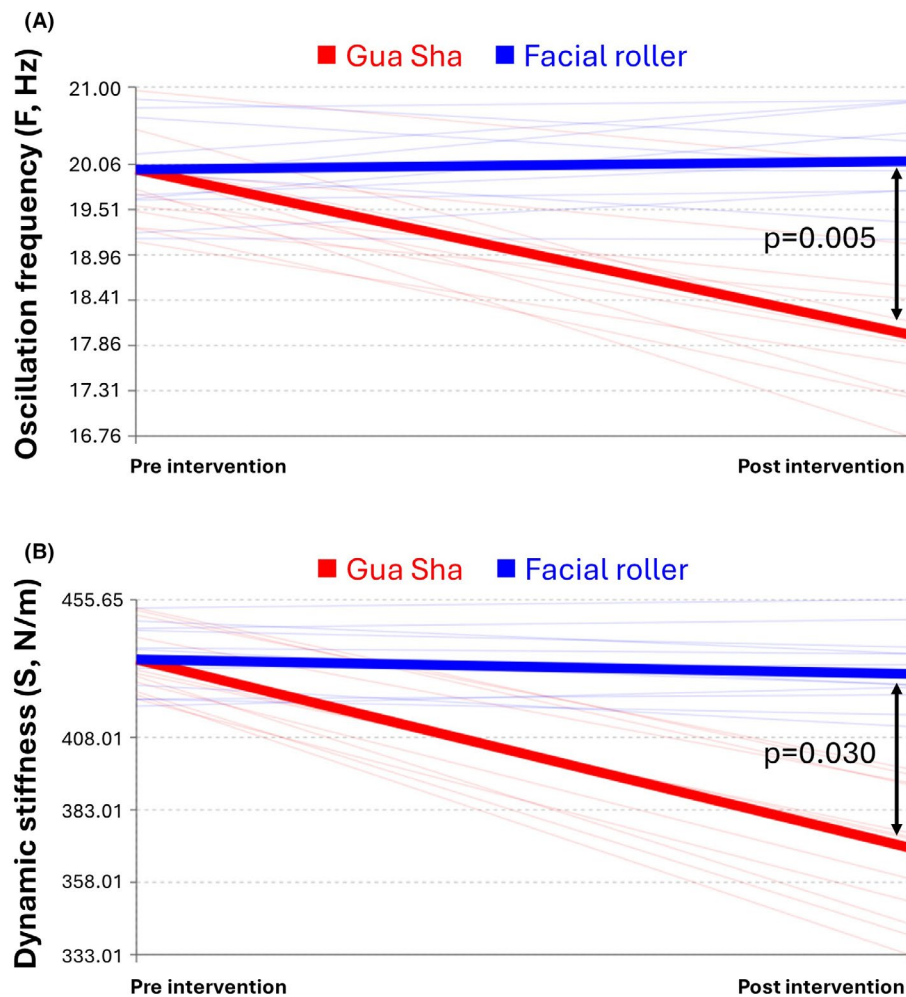 (A)
Gua Sha Facial roller
Oscillation frequency (F, Hz)
21.00
20.06
19.51
18.96
18.41
17.86
17.31
16.76
p=0.005
Pre intervention Post intervention
(B)
Gua Sha Facial roller
Dynamic stiffness (S, N/m)
455.65
408.01
383.01
358.01
333.01
p=0.030
Pre intervention Post intervention